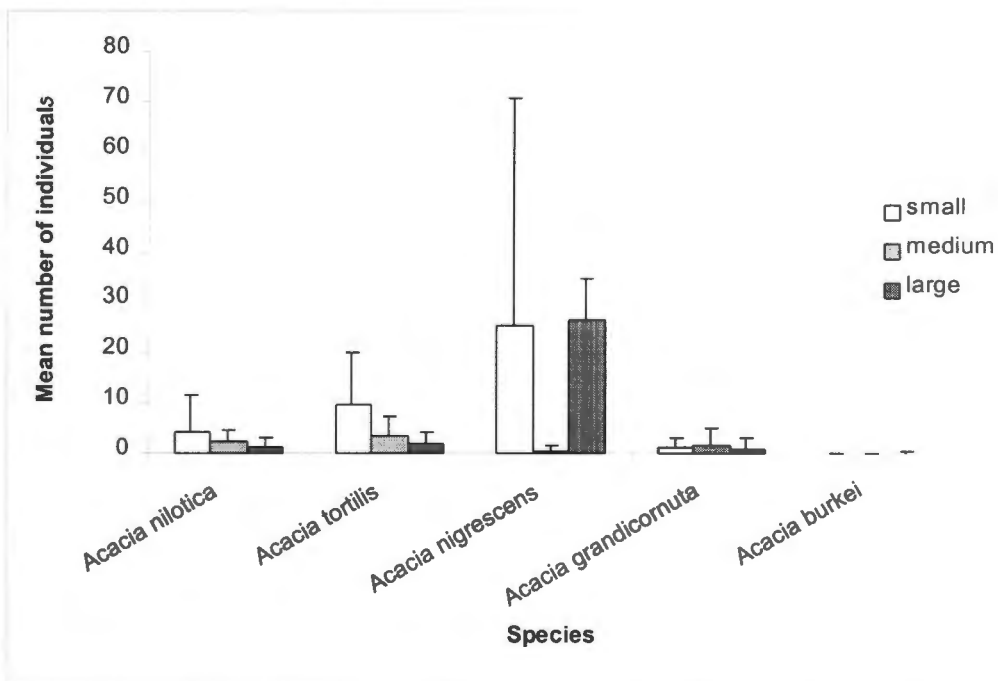 Mean number of individuals
80
70
60
50
40
30
20
10
0
small
medium
large
Acacia nilotica
Acacia tortilis
Acacia nigrescens
Acacia grandicornuta
Acacia burkei
Species